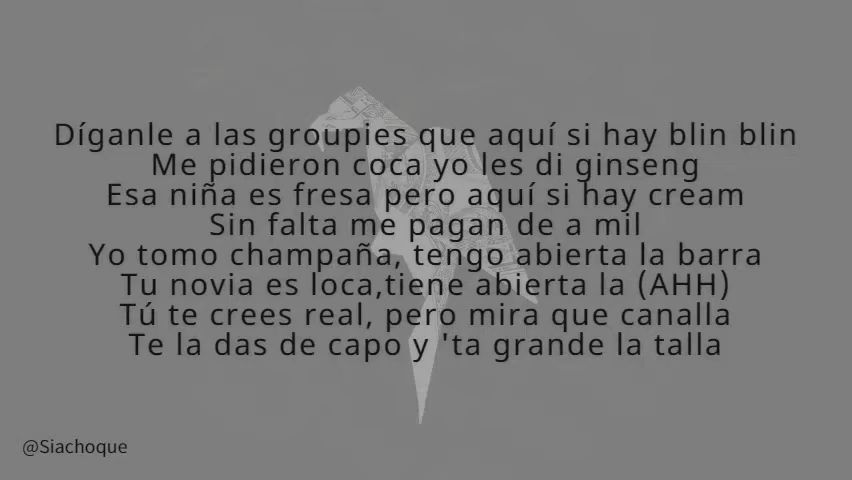 Díganle a las groupies que aquí si hay blin blin
Me pidieron coca yo les di ginseng
Esa niña es fresa pero aquí si hay cream
Sin falta me pagan de a mil
Yo tomo champaña, tengo abierta la barra
Tu novia es loca,tiene abierta la (AHH)
Tú te crees real, pero mira que canalla
Te la das de capo y 'ta grande la talla
@Siachoque